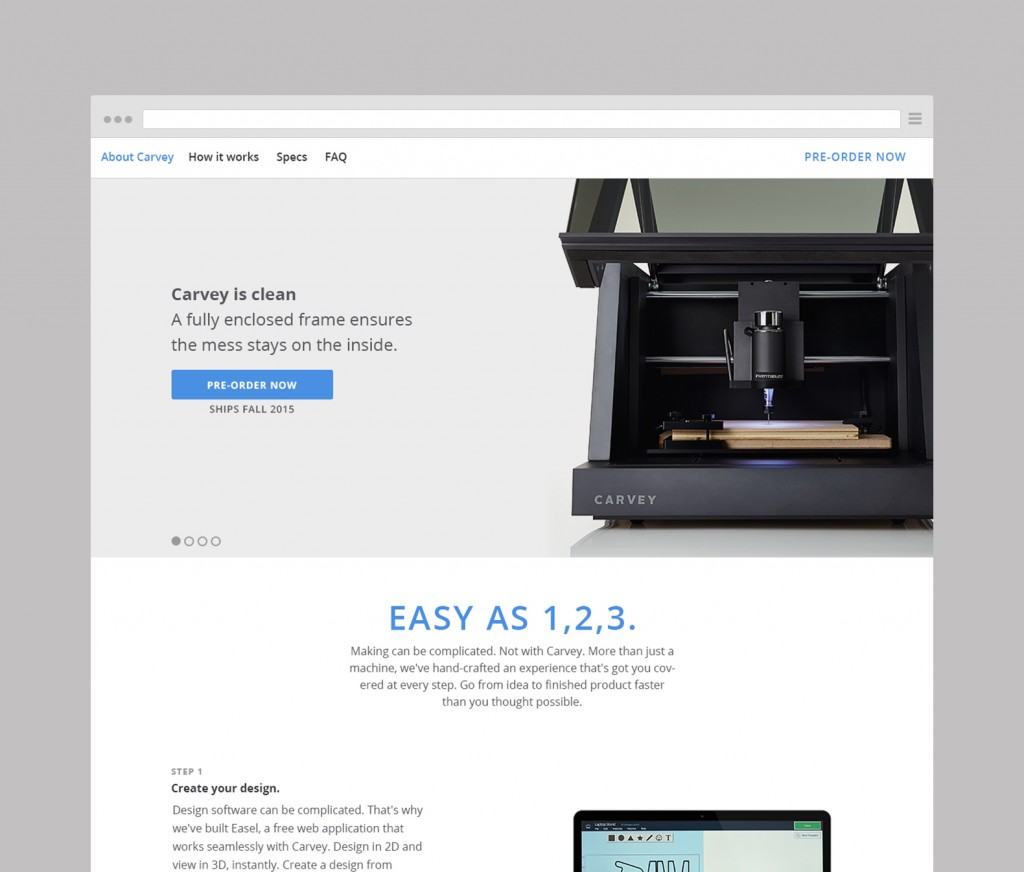 About Carvey How it works Specs FAQ PRE-ORDER NOW
Carvey is clean
A fully enclosed frame ensures
the mess stays on the inside.
PRE-ORDER NOW
SHIPS FALL 2015
CARVEY
EASY AS 1,2,3.
Making can be complicated. Not with Carvey. More than just a
machine, we've hand-crafted an experience that's got you cov-
ered at every step. Go from idea to finished product faster
than you thought possible.
STEP 1
Create your design.
Design software can be complicated. That's why
we've built Easel, a free web application that
works seamlessly with Carvey. Design in 2D and
view in 3D, instantly. Create a design from